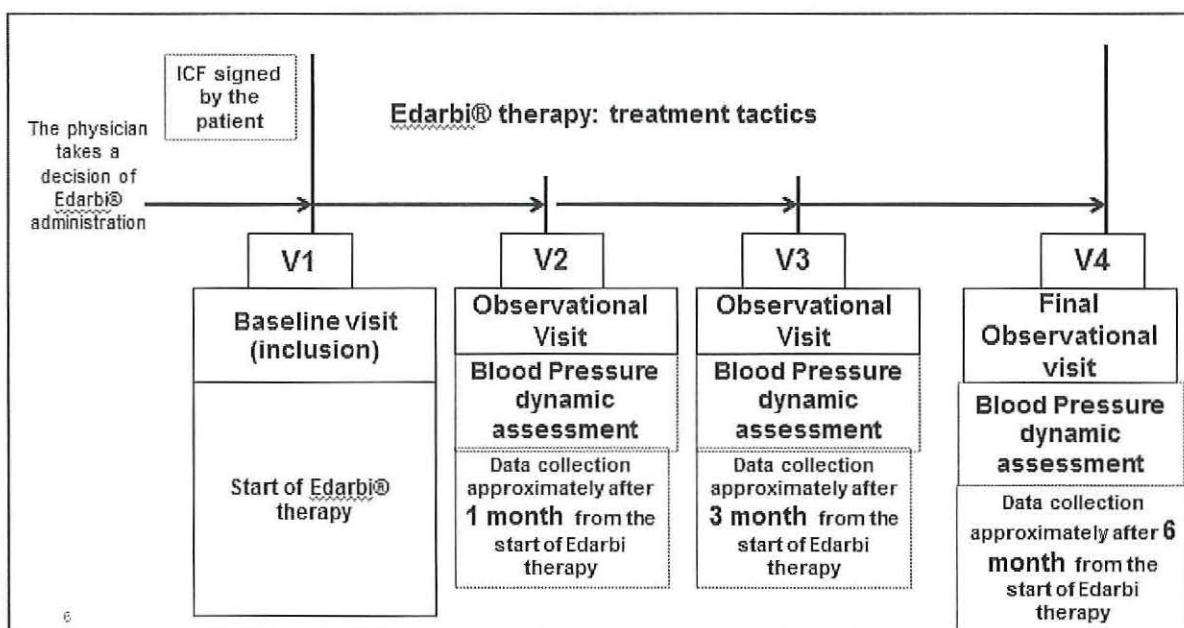 ICF signed
by the
patient
Edarbi® therapy: treatment tactics
The physician
takes a
decision of
Edarbi®
administration
V1
Baseline visit
(inclusion)
Start of Edarbi®
therapy
V2
Observational
Visit
Blood Pressure
dynamic
assessment
Data collection
approximately after
1 month from the
start of Edarbi
therapy
V3
Observational
Visit
Blood Pressure
dynamic
assessment
Data collection
approximately after
3 month from the
start of Edarbi
therapy
V4
Final
Observational
visit
Blood Pressure
dynamic
assessment
Data collection
approximately after 6
month from the
start of Edarbi
therapy
6